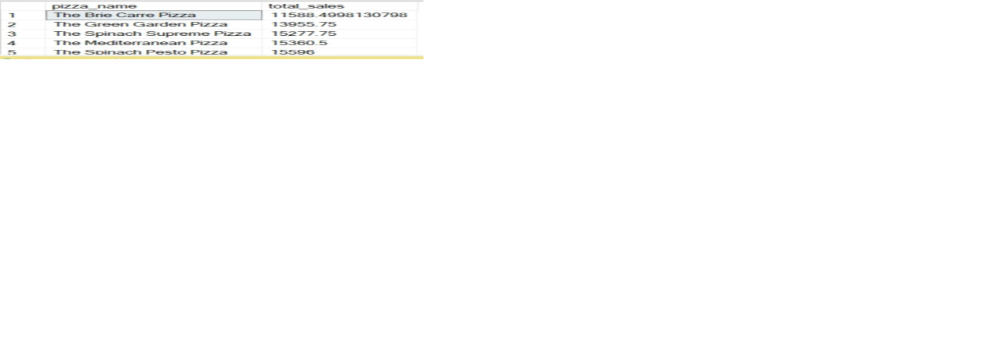 pizza_name total_sales
1 The Brie Carre Pizza 11588.4998130798
2 The Green Garden Pizza 13955.75
3 The Spinach Supreme Pizza 15277.75
4 The Mediterranean Pizza 15360.5
5 The Spinach Pesto Pizza 15596